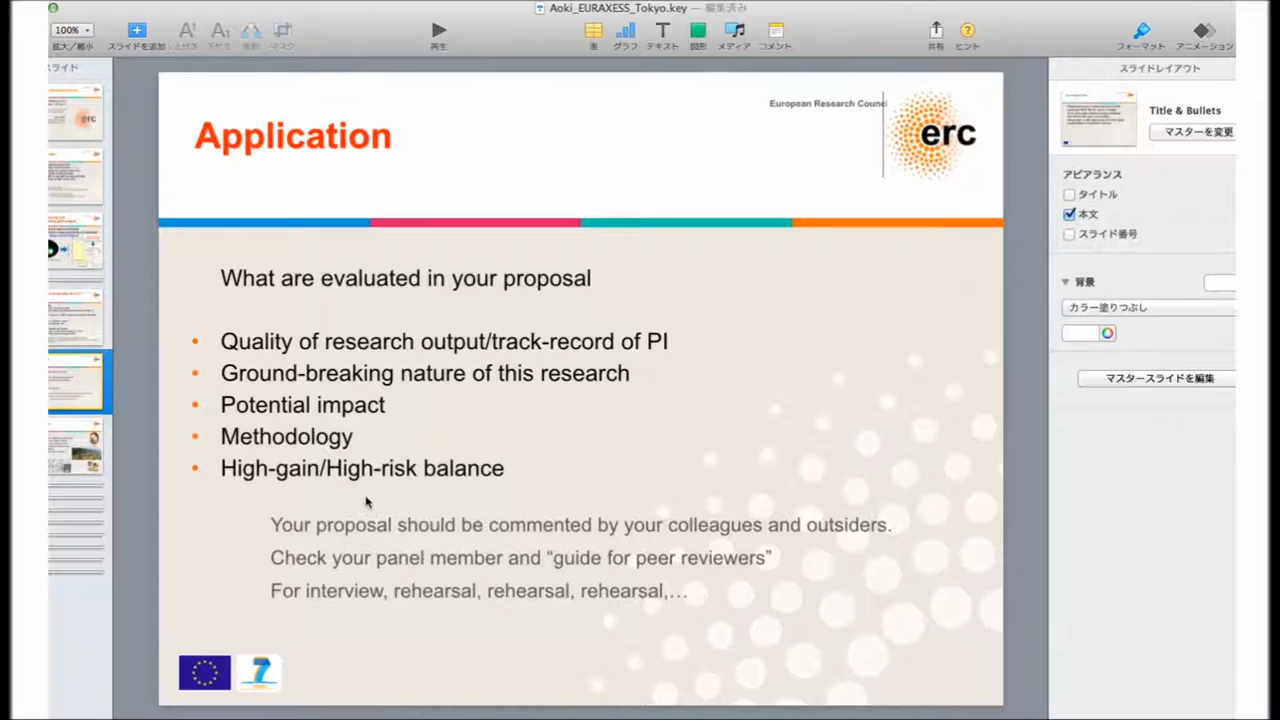 Aoki_EURAXESS_Tokyo.key — 編集済み
100%
拡大／縮小
スライドを追加
マスク
再生
表
グラフ
テキスト
図形
メディア
コメント
共有
ヒント
フォーマット
アニメーション
スライド
スライドレイアウト
Application
European Research Counci
erc
What are evaluated in your proposal
• Quality of research output/track-record of PI
• Ground-breaking nature of this research
• Potential impact
• Methodology
• High-gain/High-risk balance
Your proposal should be commented by your colleagues and outsiders.
Check your panel member and “guide for peer reviewers”
For interview, rehearsal, rehearsal, rehearsal,…
7
erc
Title & Bullets
マスターを変更
アピアランス
タイトル
本文
スライド番号
背景
カラー塗りつぶし
マスタースライドを編集